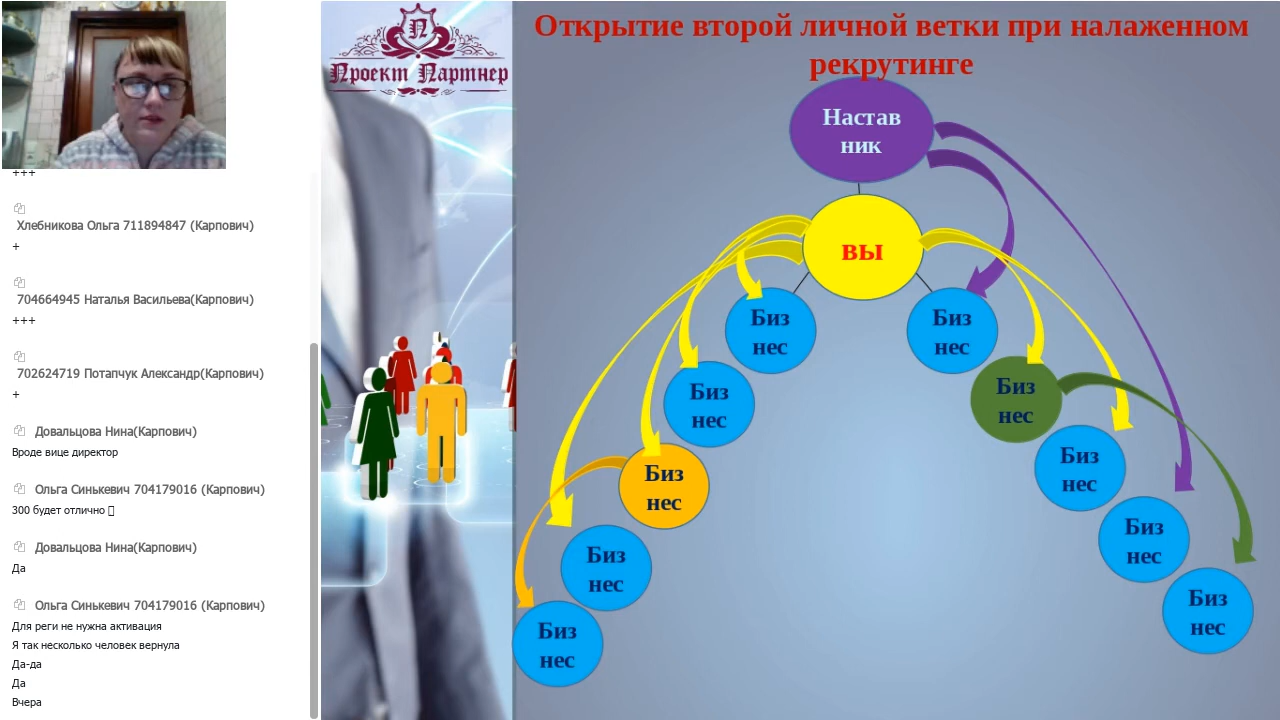 +++
Хлебникова Ольга 711894847 (Карпович)
+
704664945 Наталья Васильева(Карпович)
+++
702624719 Потапчук Александр(Карпович)
+
Довальцова Нина(Карпович)
Вроде вице директор
Ольга Синькевич 704179016 (Карпович)
300 будет отлично
Довальцова Нина(Карпович)
Да
Ольга Синькевич 704179016 (Карпович)
Для реги не нужна активация
Я так несколько человек вернула
Да-да
Да
Вчера
П
Проект Партнер
Открытие второй личной ветки при налаженном
рекрутинге
Настав
ник
вы
Биз
нес
Биз
нес
Биз
нес
Биз
нес
Биз
нес
Биз
нес
Биз
нес
Биз
нес
Биз
нес
Биз
нес